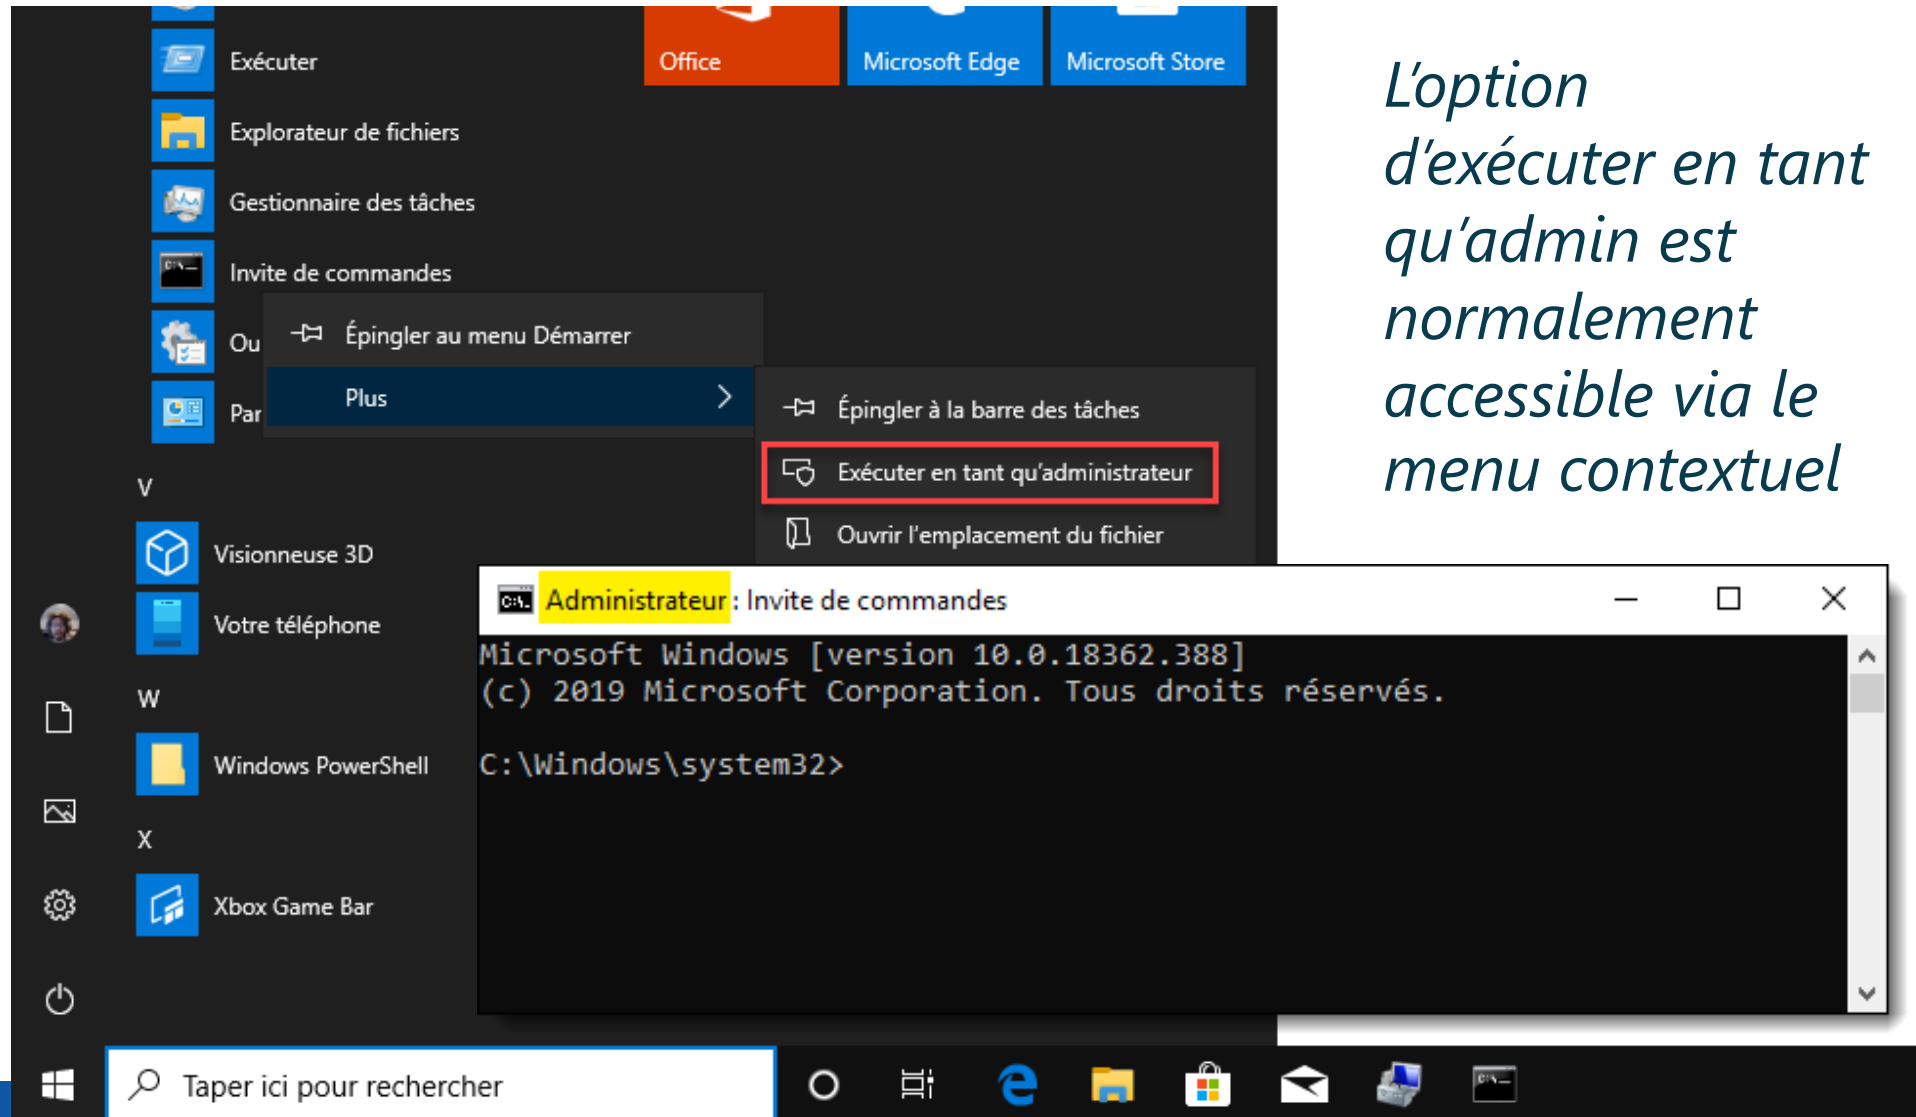 Office
Microsoft Edge
Microsoft Store
Exécuter
Explorateur de fichiers
Gestionnaire des tâches
Invite de commandes
Ou
Épingler au menu Démarrer
Par
Plus
Épingler à la barre des tâches
Exécuter en tant qu'administrateur
Ouvrir l'emplacement du fichier
V
Visionneuse 3D
Votre téléphone
W
Windows PowerShell
X
Xbox Game Bar
Taper ici pour rechercher
L'option
d'exécuter en tant
qu'admin est
normalement
accessible via le
menu contextuel
Administrateur : Invite de commandes
Microsoft Windows [version 10.0.18362.388]
(c) 2019 Microsoft Corporation. Tous droits réservés.
C:\Windows\system32>